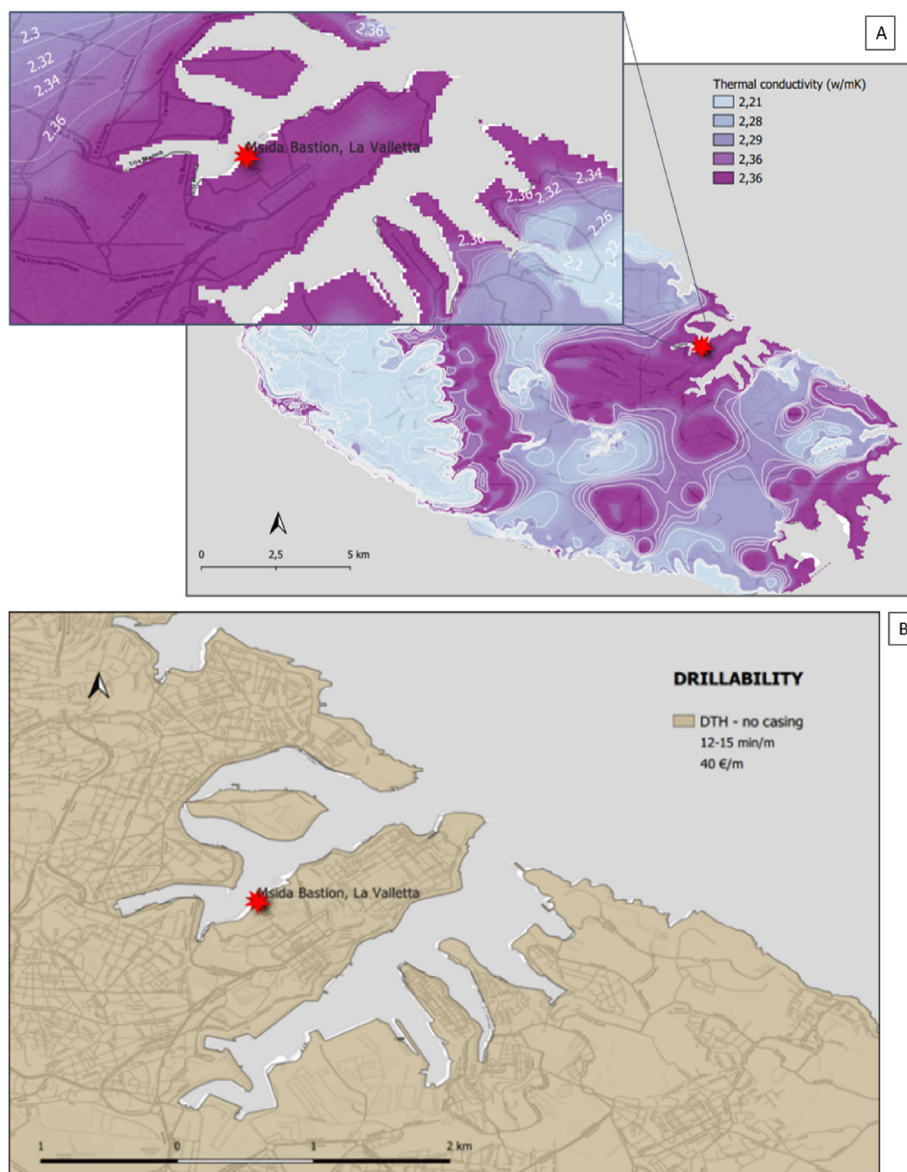 A
2.3
2.32
2.34
2.36
2.36
Msida Bastion, La Valletta
2.36
2.32
2.34
2.26
2.22
2.2
2.36
Thermal conductivity (w/mK)
2,21
2,28
2,29
2,36
2,36
0
2,5
5 km
B
DRILLABILITY
DTH - no casing
12-15 min/m
40 €/m
Msida Bastion, La Valletta
1
0
1
2 km